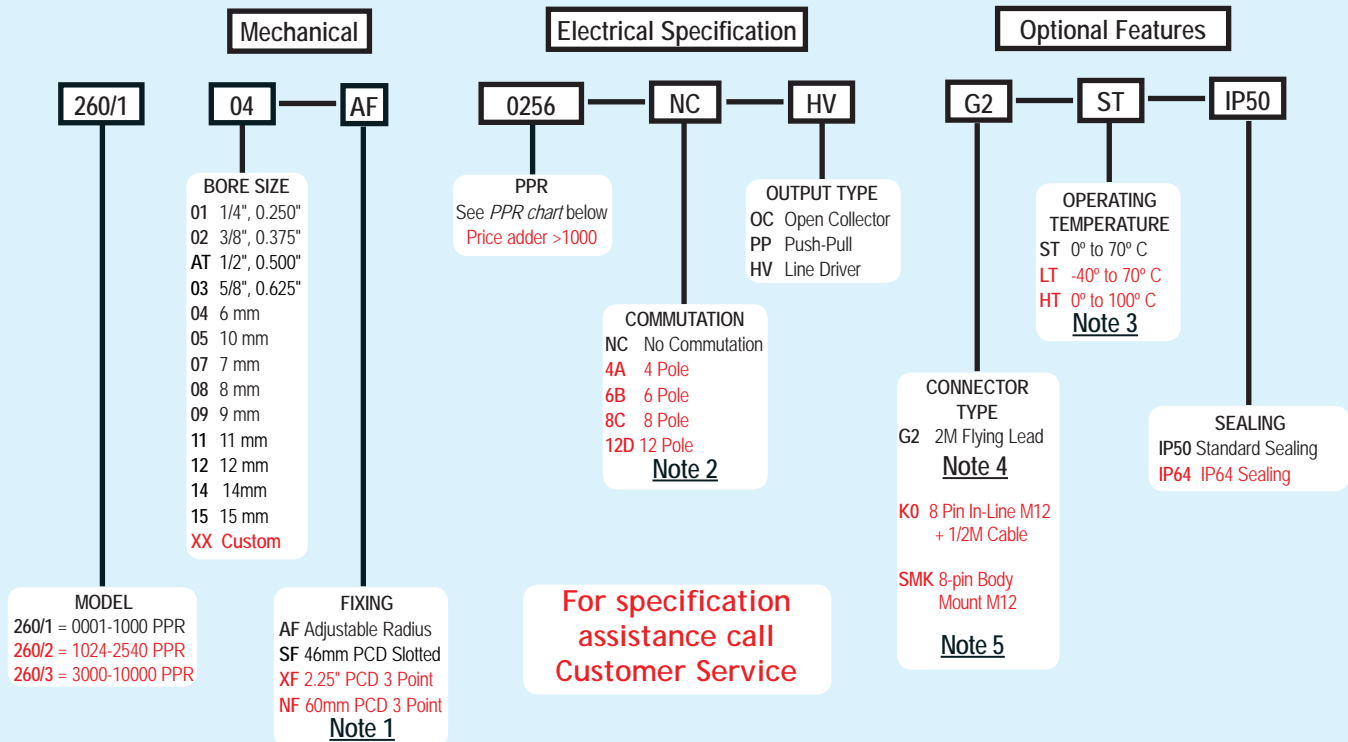 Mechanical
Electrical Specification
Optional Features
260/1
04
AF
0256
NC
HV
G2
ST
IP50
BORE SIZE
01 1/4", 0.250"
02 3/8", 0.375"
AT 1/2", 0.500"
03 5/8", 0.625"
04 6 mm
05 10 mm
07 7 mm
08 8 mm
09 9 mm
11 11 mm
12 12 mm
14 14mm
15 15 mm
XX Custom
PPR
See PPR chart below
Price adder >1000
OUTPUT TYPE
OC Open Collector
PP Push-Pull
HV Line Driver
OPERATING
TEMPERATURE
ST 0º to 70º C
LT -40º to 70º C
HT 0º to 100º C
Note 3
COMMUTATION
NC No Commutation
4A 4 Pole
6B 6 Pole
8C 8 Pole
12D 12 Pole
Note 2
CONNECTOR
TYPE
G2 2M Flying Lead
Note 4
K0 8 Pin In-Line M12
+ 1/2M Cable
SMK 8-pin Body
Mount M12
Note 5
SEALING
IP50 Standard Sealing
IP64 IP64 Sealing
MODEL
260/1 = 0001-1000 PPR
260/2 = 1024-2540 PPR
260/3 = 3000-10000 PPR
FIXING
AF Adjustable Radius
SF 46mm PCD Slotted
XF 2.25" PCD 3 Point
NF 60mm PCD 3 Point
Note 1
For specification
assistance call
Customer Service